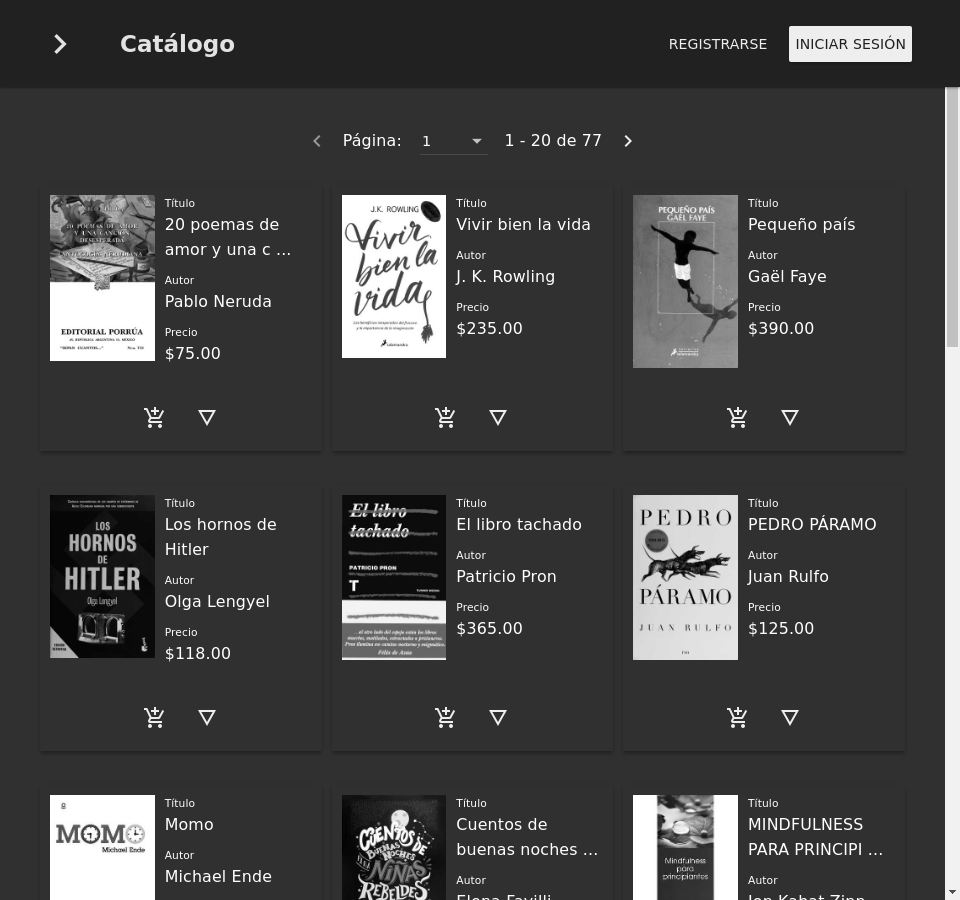 Catálogo
REGISTRARSE
INICIAR SESIÓN
Página:
1
1 - 20 de 77
20 POEMAS DE AMOR
Y UNA CANCIÓN
DESESPERADA
EDITORIAL PORRÚA
Título
20 poemas de
amor y una c ...
Autor
Pablo Neruda
Precio
$75.00
J.K. ROWLING
Vivir
bien la
vida
salamandra
Título
Vivir bien la vida
Autor
J. K. Rowling
Precio
$235.00
PEQUEÑO PAÍS
GAËL FAYE
salamandra
Título
Pequeño país
Autor
Gaël Faye
Precio
$390.00
LOS
HORNOS
DE
HITLER
Olga Lengyel
Título
Los hornos de
Hitler
Autor
Olga Lengyel
Precio
$118.00
El libro
tachado
PATRICIO PRON
T
TURNER NOEMA
Título
El libro tachado
Autor
Patricio Pron
Precio
$365.00
PEDRO
PÁRAMO
JUAN RULFO
Título
PEDRO PÁRAMO
Autor
Juan Rulfo
Precio
$125.00
MOMO
Michael Ende
Título
Momo
Autor
Michael Ende
CUENTOS DE
BUENAS NOCHES
PARA
NIÑAS
REBELDES
Título
Cuentos de
buenas noches ...
Autor
Elena Favilli
Mindfulness
para
principiantes
Título
MINDFULNESS
PARA PRINCIPI ...
Autor
Jon Kabat-Zinn